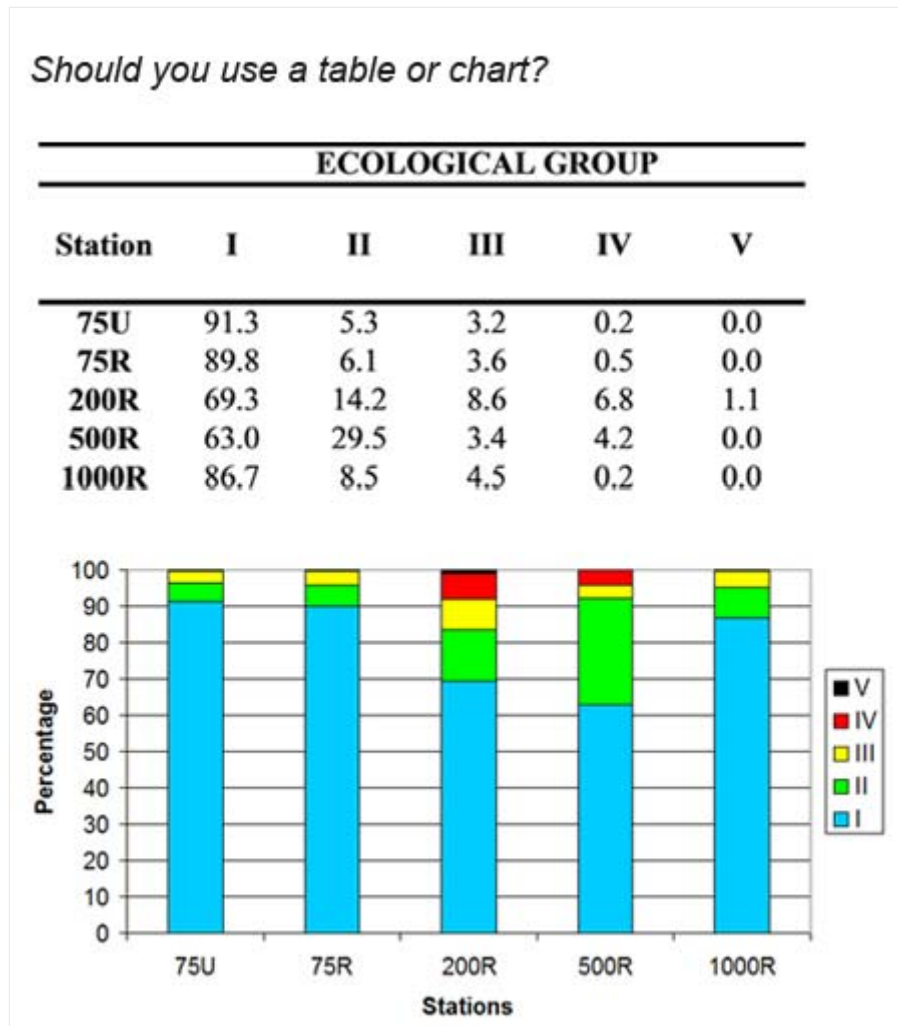 Should you use a table or chart?
ECOLOGICAL GROUP
Station I II III IV V
75U 91.3 5.3 3.2 0.2 0.0
75R 89.8 6.1 3.6 0.5 0.0
200R 69.3 14.2 8.6 6.8 1.1
500R 63.0 29.5 3.4 4.2 0.0
1000R 86.7 8.5 4.5 0.2 0.0
100
90
80
70
60
50
40
30
20
10
0
Percentage
75U 75R 200R 500R 1000R
Stations
V
IV
III
II
I